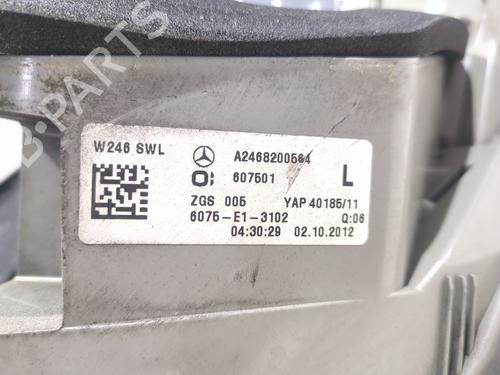 W246 SWL
A2468200564
607501
L
ZGS 005 YAP 40185/11
6075-E1-3102 Q:06
04:30:29 02.10.2012
B-PARTS